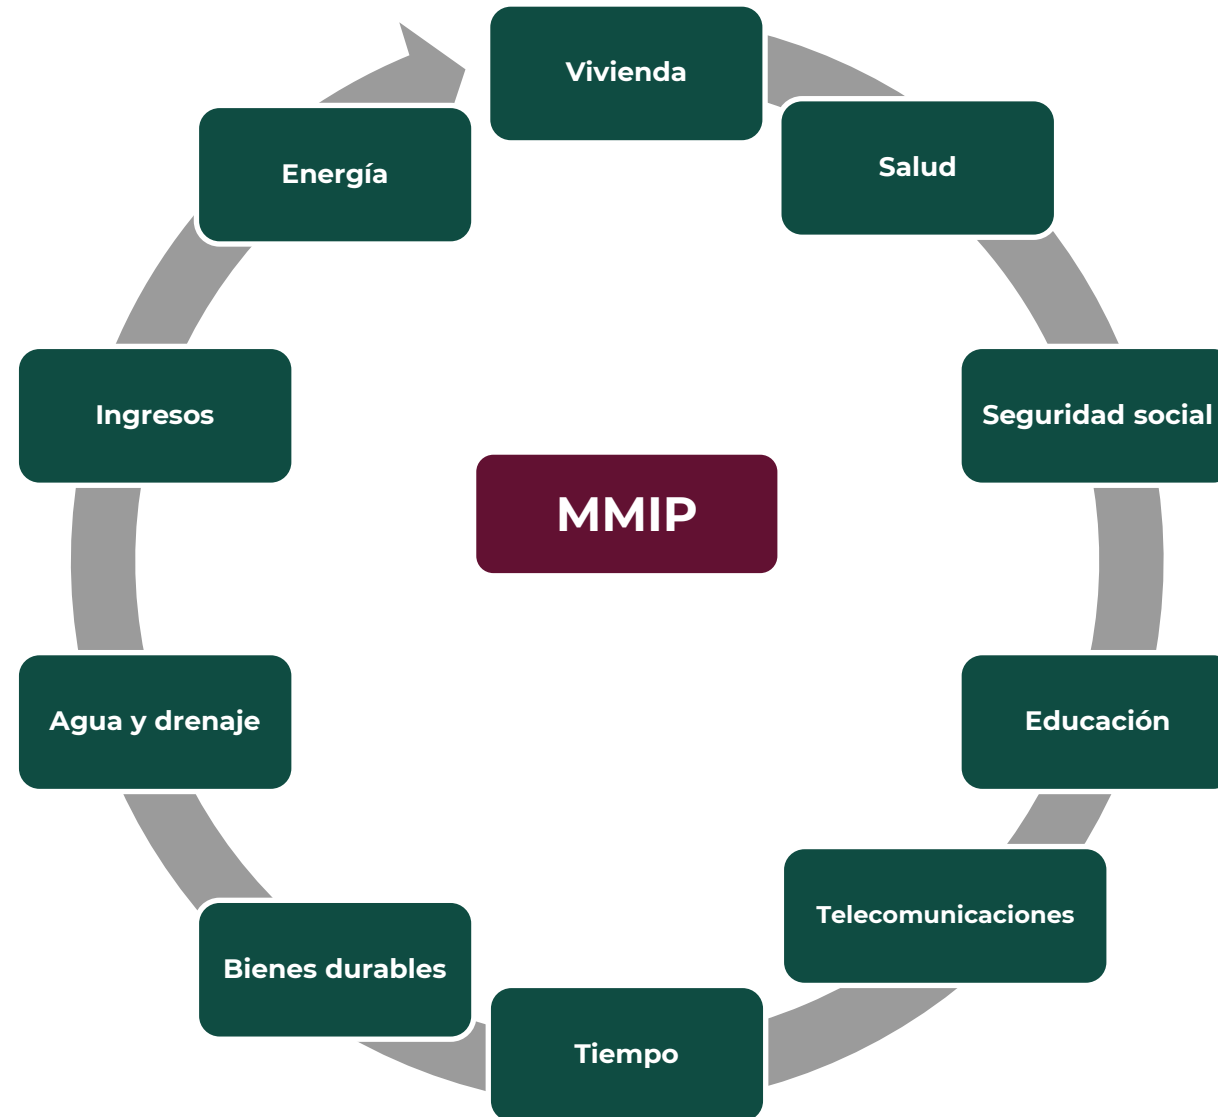 Vivienda
Salud
Seguridad social
Educación
Telecomunicaciones
Tiempo
Bienes durables
Agua y drenaje
Ingresos
Energía
MMIP